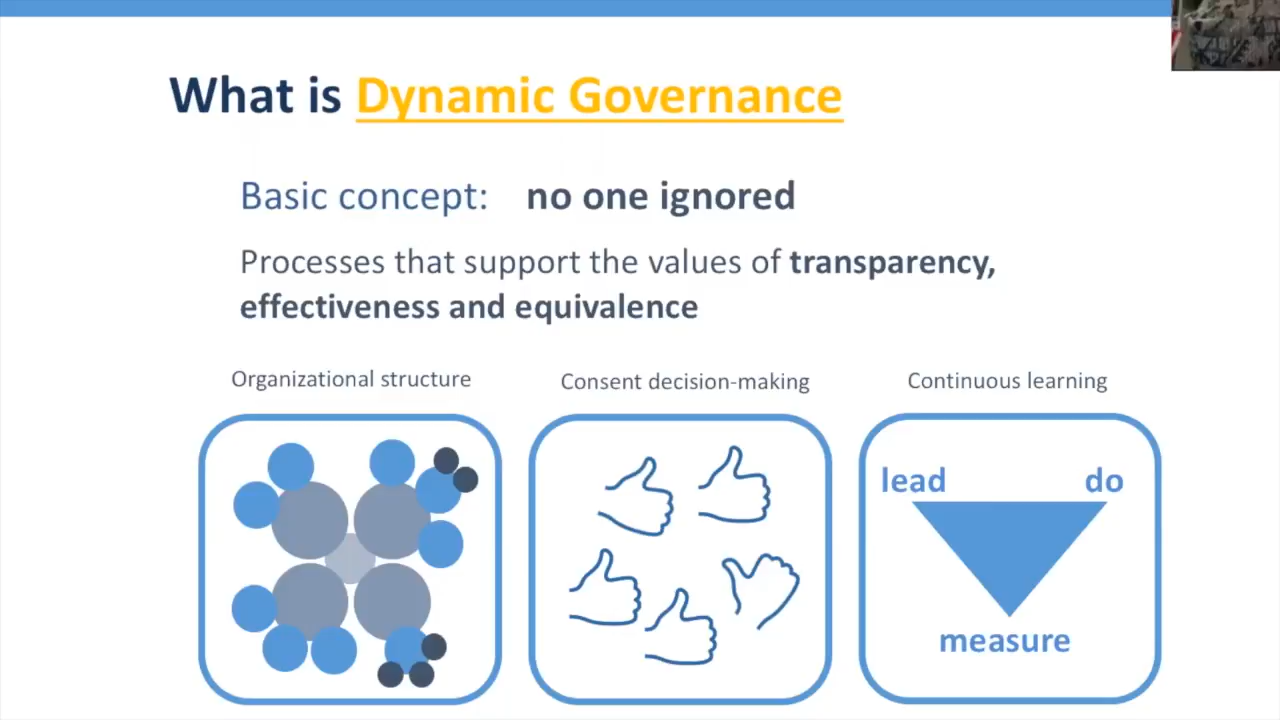 What is Dynamic Governance
Basic concept: no one ignored
Processes that support the values of transparency,
effectiveness and equivalence
Organizational structure
Consent decision-making
Continuous learning
lead
do
measure